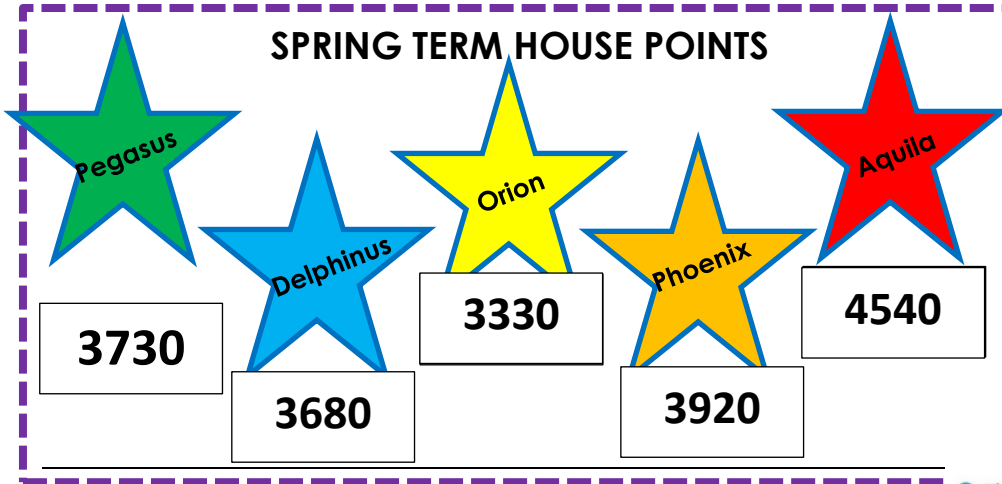 SPRING TERM HOUSE POINTS
Pegasus
3730
Delphinus
3680
Orion
3330
Phoenix
3920
Aquila
4540